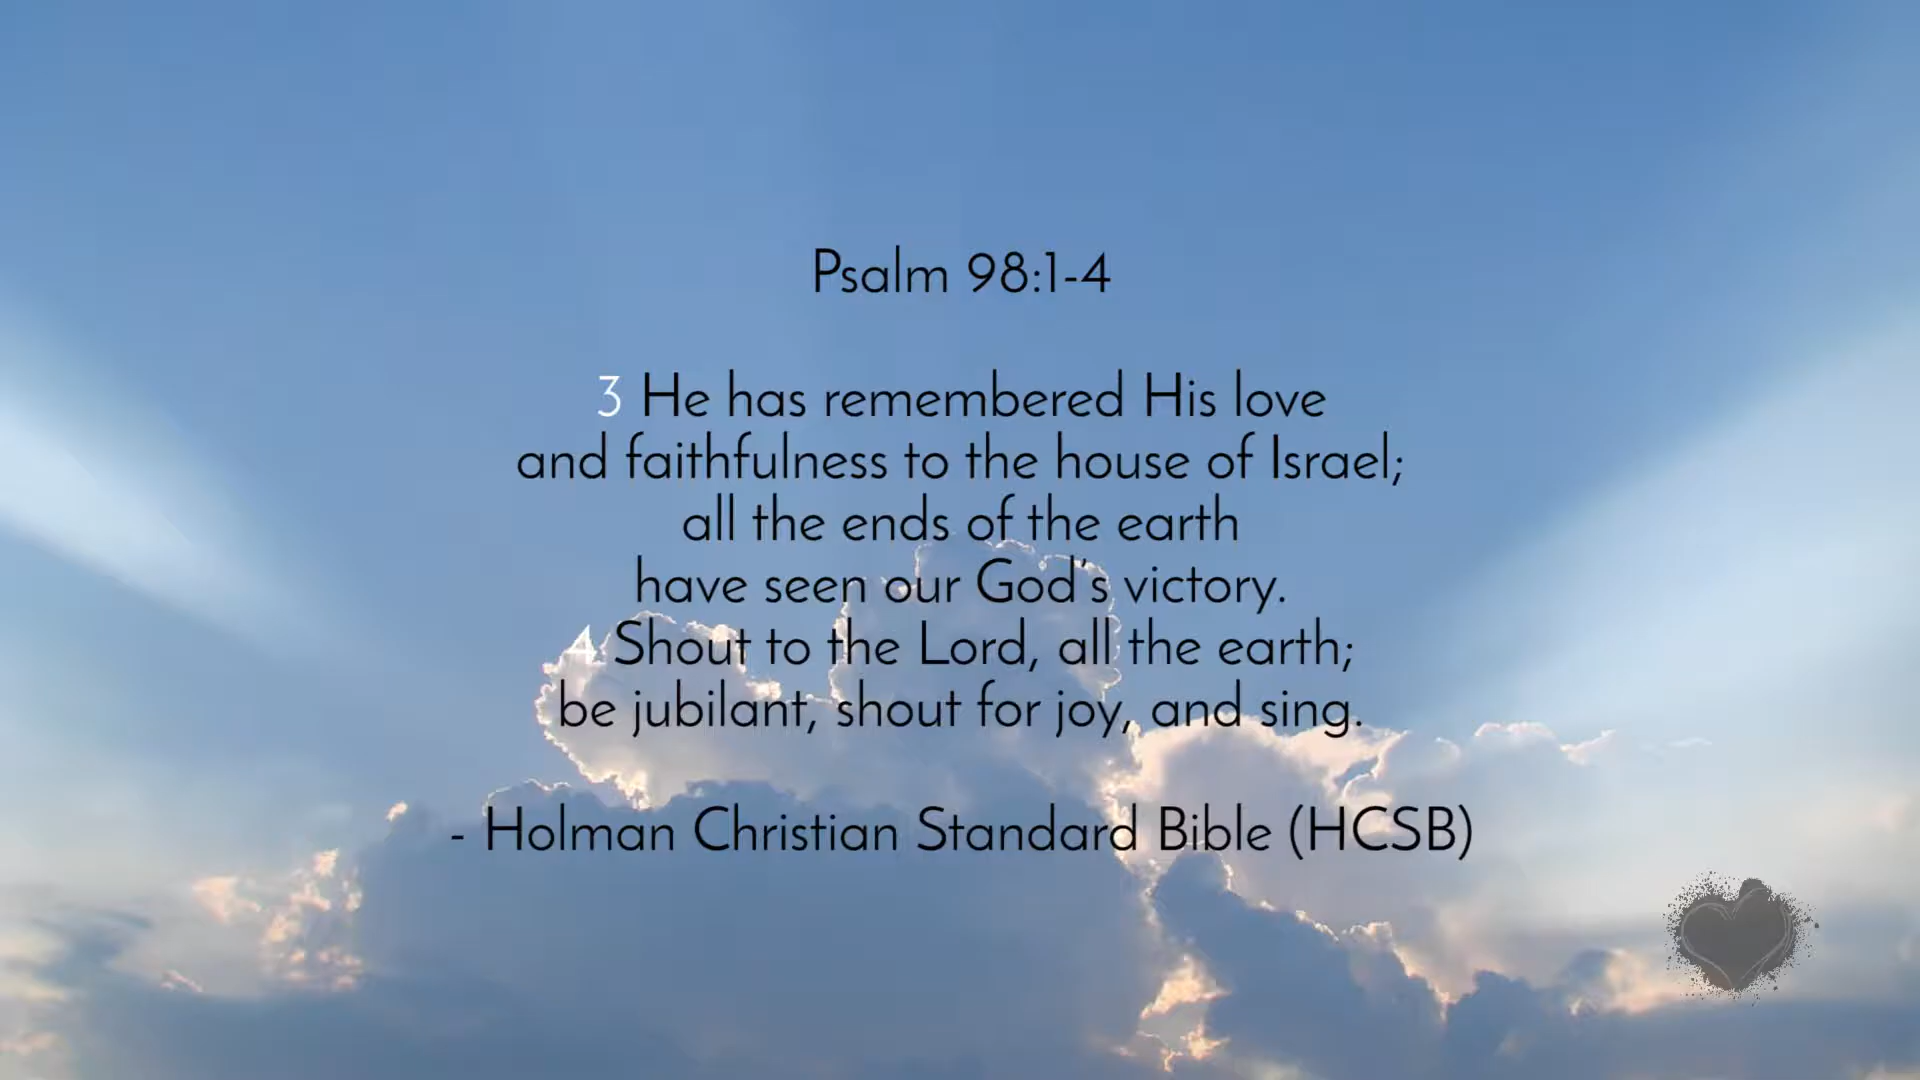 Psalm 98:1-4
3 He has remembered His love
and faithfulness to the house of Israel;
all the ends of the earth
have seen our God's victory.
4 Shout to the Lord, all the earth;
be jubilant, shout for joy, and sing.
- Holman Christian Standard Bible (HCSB)